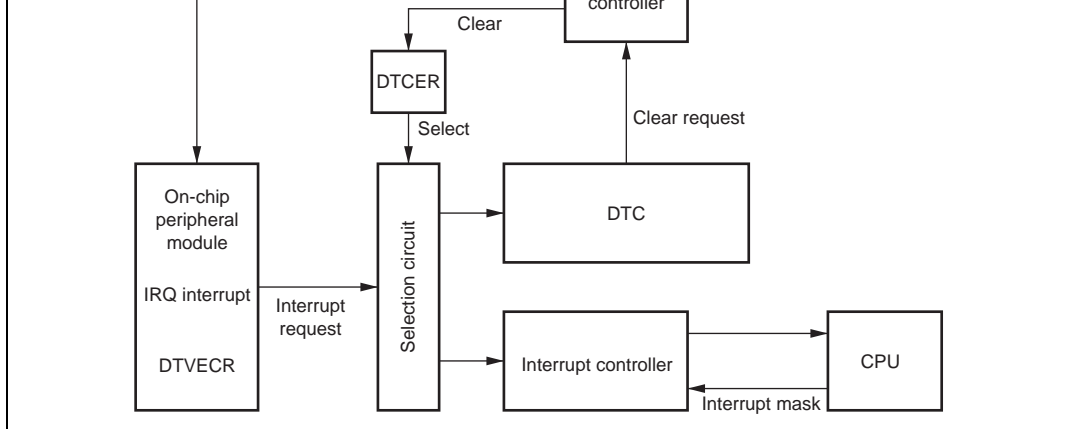 controller
Clear
DTCER
Clear request
Select
On-chip
peripheral
module
DTC
Selection circuit
IRQ interrupt
Interrupt
request
DTVECR
Interrupt controller
CPU
Interrupt mask